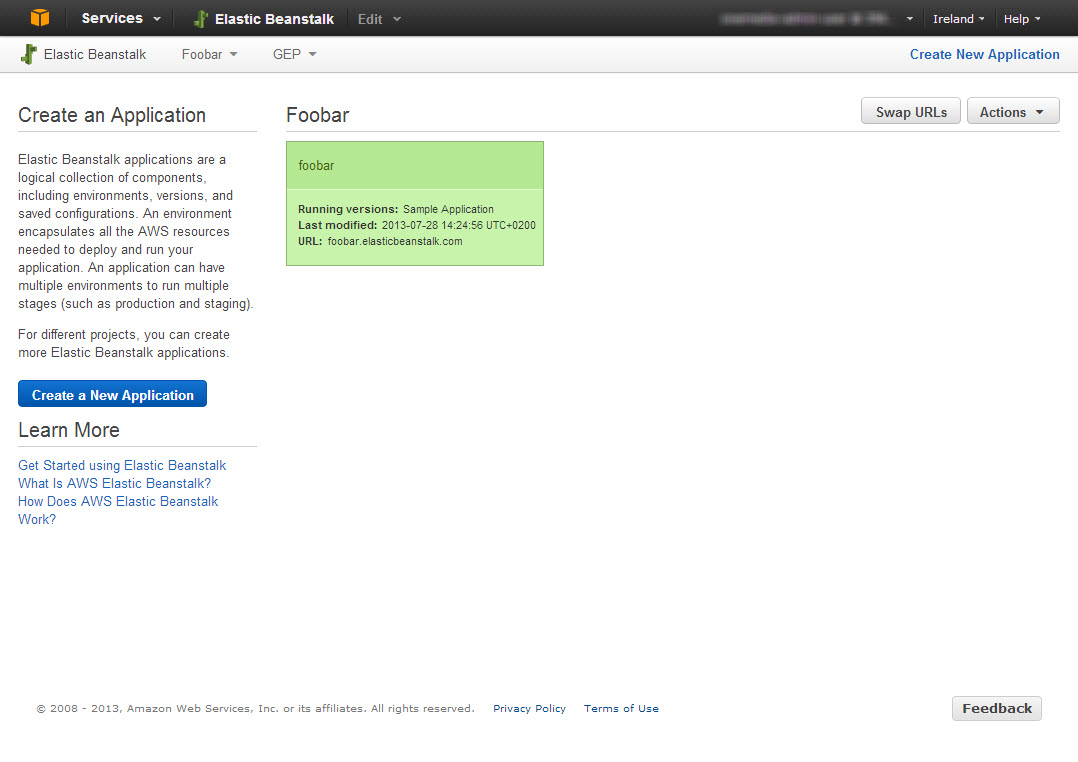 Services Elastic Beanstalk Edit Ireland Help
Elastic Beanstalk Foobar GEP Create New Application
Create an Application
Elastic Beanstalk applications are a
logical collection of components,
including environments, versions, and
saved configurations. An environment
encapsulates all the AWS resources
needed to deploy and run your
application. An application can have
multiple environments to run multiple
stages (such as production and staging).
For different projects, you can create
more Elastic Beanstalk applications.
Create a New Application
Learn More
Get Started using Elastic Beanstalk
What Is AWS Elastic Beanstalk?
How Does AWS Elastic Beanstalk
Work?
Foobar Swap URLs Actions
foobar
Running versions: Sample Application
Last modified: 2013-07-28 14:24:56 UTC+0200
URL: foobar.elasticbeanstalk.com
© 2008 - 2013, Amazon Web Services, Inc. or its affiliates. All rights reserved. Privacy Policy Terms of Use Feedback